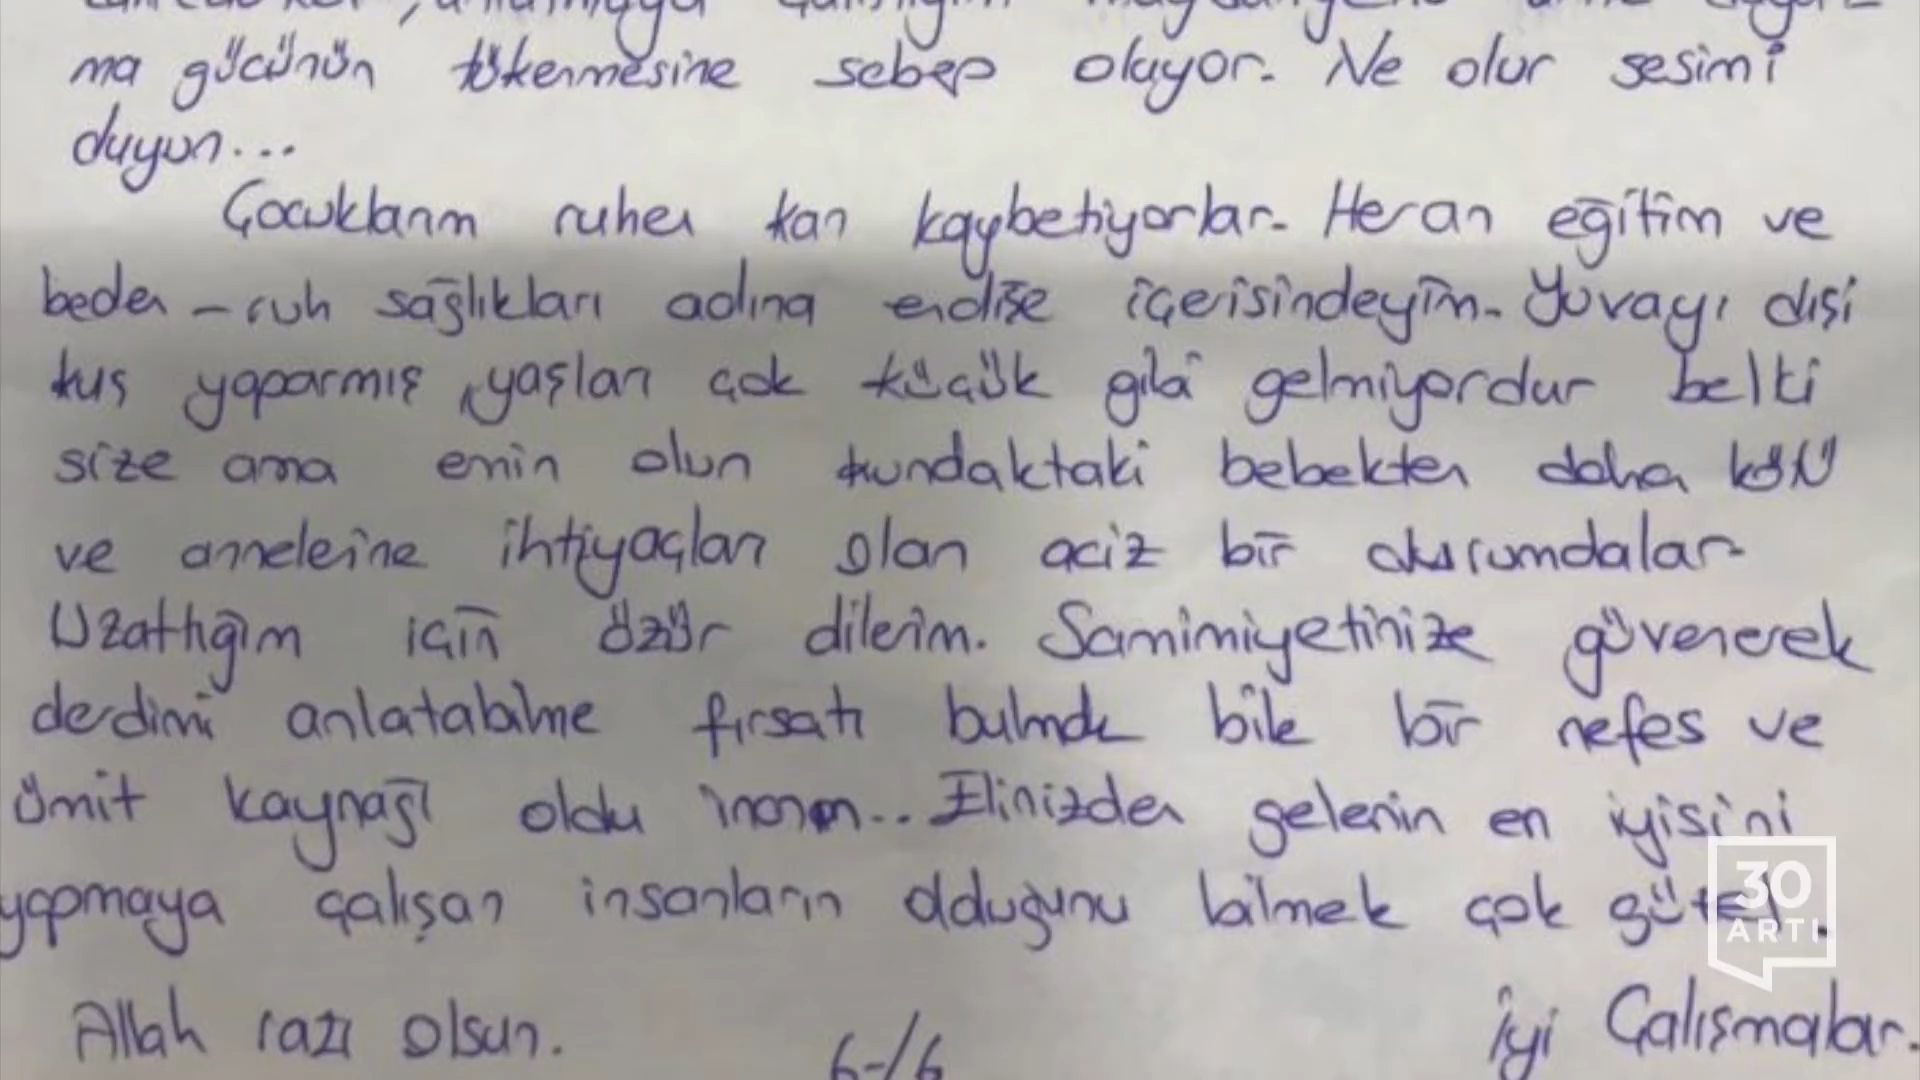 ma gücünün tükenmesine sebep oluyor. Ne olur sesimi
duyun...
Çocuklarım ruhen kan kaybetiyorlar. Her an eğitim ve
beden - ruh sağlıkları adına endişe içerisindeyim. Yuvayı dişi
kuş yaparmış, yaşları çok küçük gibi gelmiyordur belki
size ama emin olun kundaktaki bebekten daha kötü
ve annelerine ihtiyaçları olan aciz bir durumdalar.
Uzattığım için özür dilerim. Samimiyetinize güvenerek
derdimi anlatabilme fırsatı bulmak bile bir nefes ve
ümit kaynağı oldu inanın... Elinizden gelenin en iyisini
yapmaya çalışan insanların olduğunu bilmek çok güzel.
Allah razı olsun.
6-/6
İyi Çalışmalar.
30
ARTI